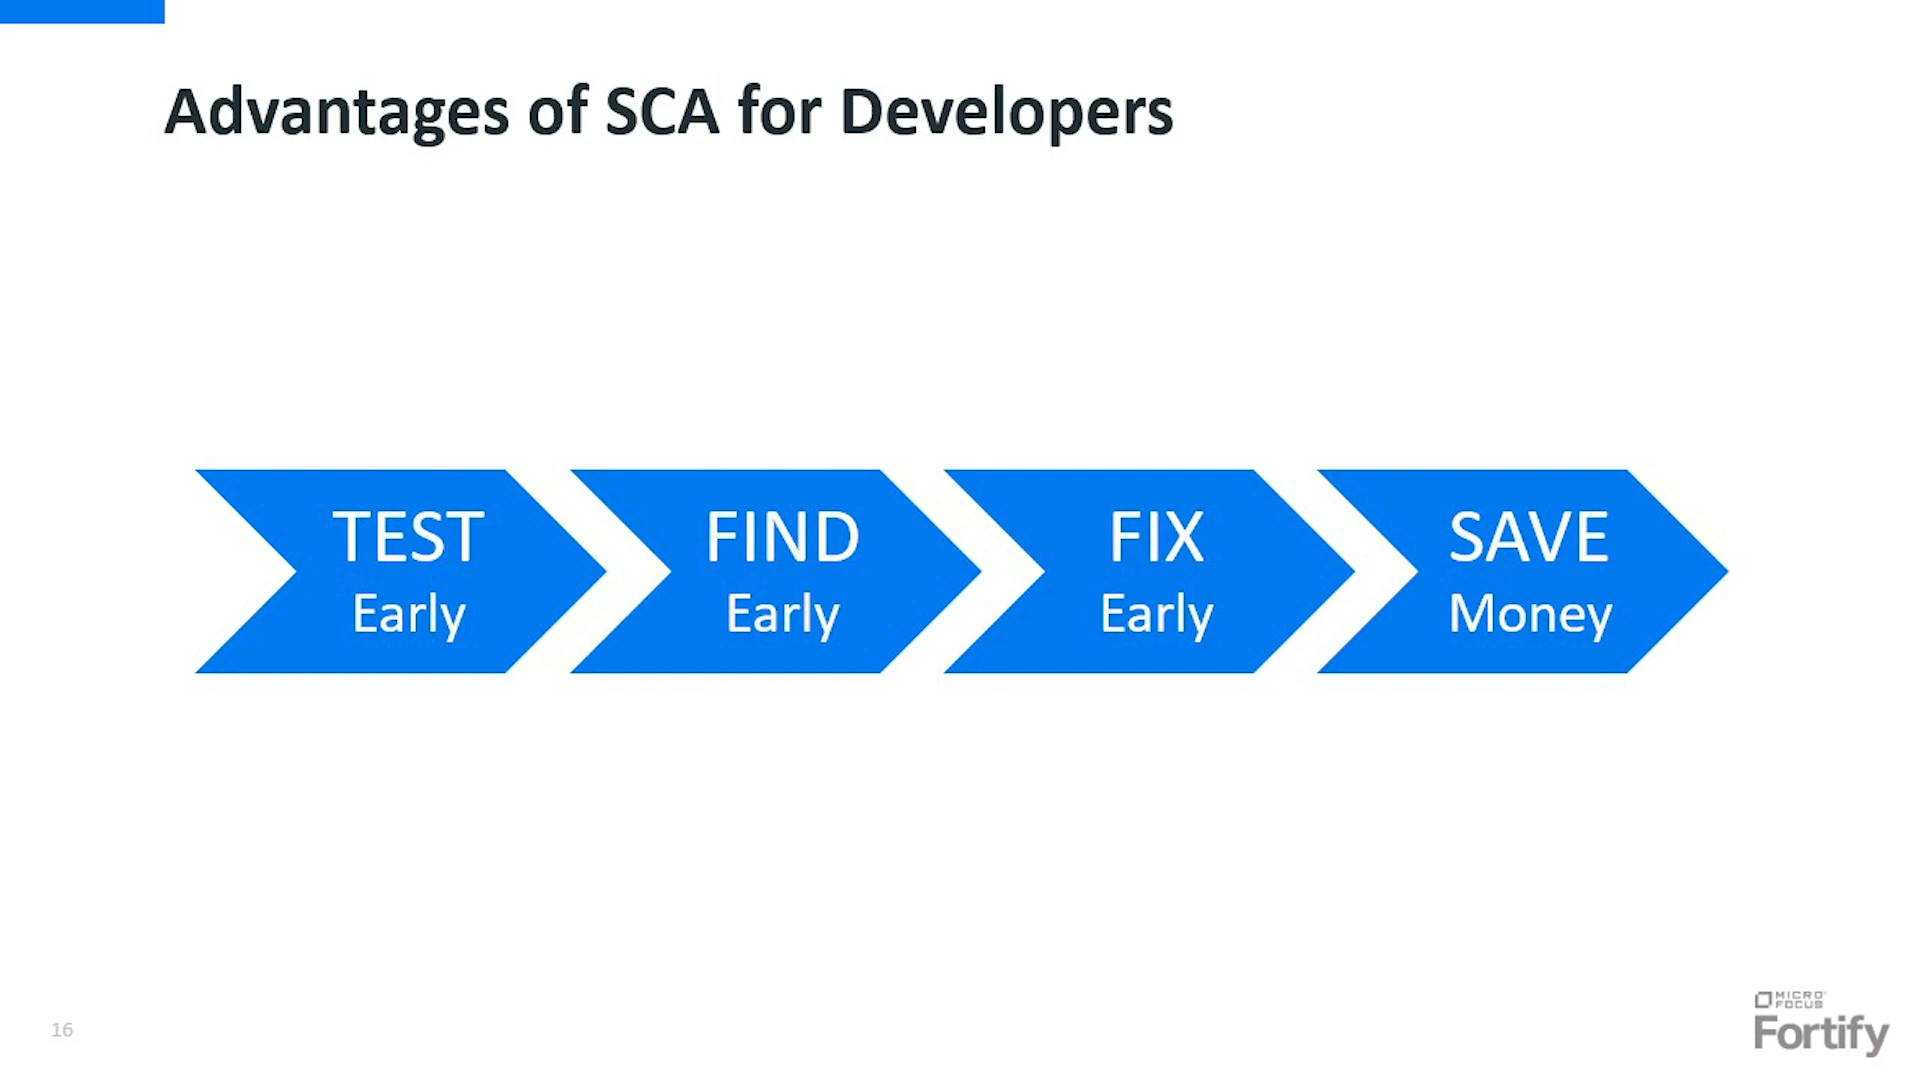 Advantages of SCA for Developers
TEST
Early
FIND
Early
FIX
Early
SAVE
Money
16
MICRO
FOCUS
Fortify